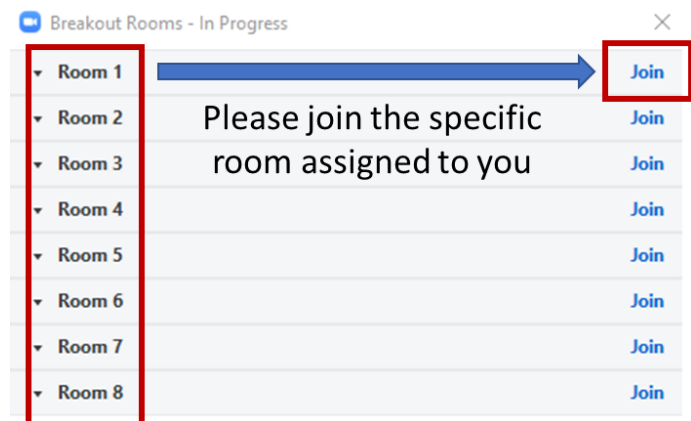 Breakout Rooms - In Progress
Room 1 Join
Room 2 Join
Please join the specific
room assigned to you
Room 3 Join
Room 4 Join
Room 5 Join
Room 6 Join
Room 7 Join
Room 8 Join